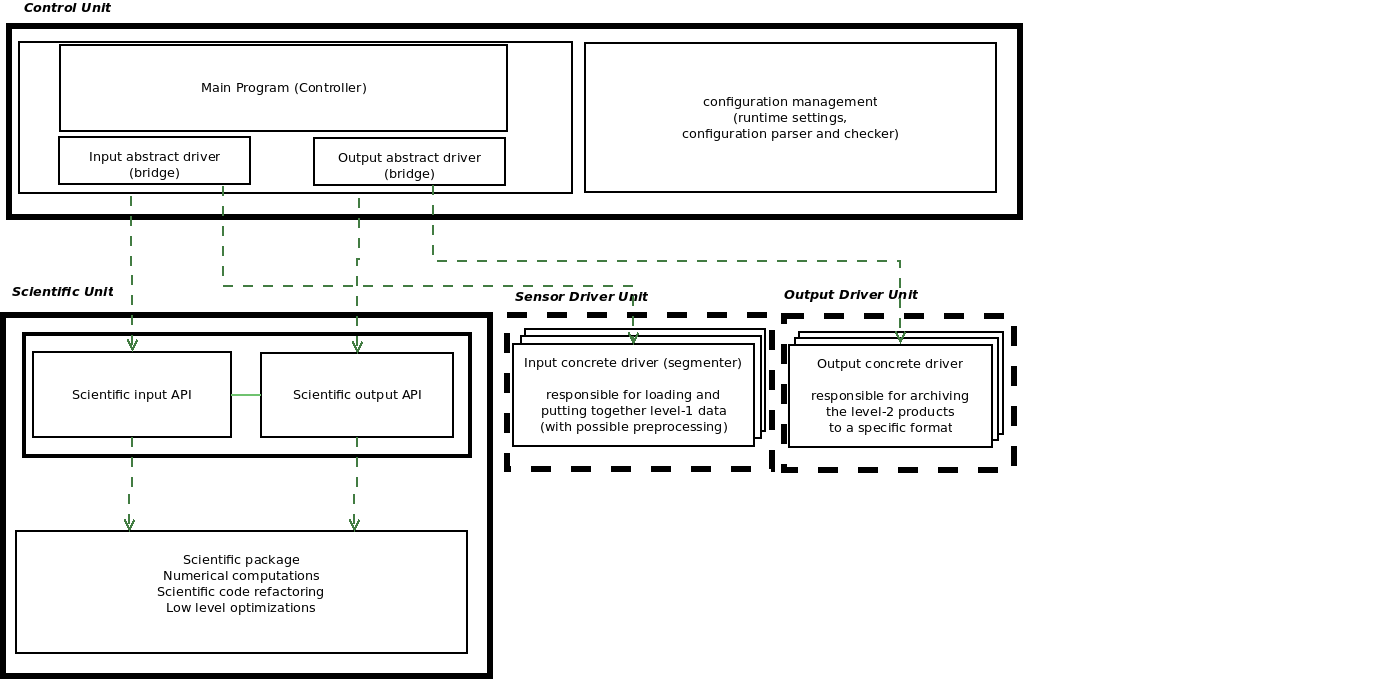 Control Unit
Main Program (Controller)
configuration management
(runtime settings,
configuration parser and checker)
Input abstract driver
(bridge)
Output abstract driver
(bridge)
Scientific Unit
Sensor Driver Unit
Output Driver Unit
Scientific input API
Scientific output API
Input concrete driver (segmenter)
responsible for loading and
putting together level-1 data
(with possible preprocessing)
Output concrete driver
responsible for archiving
the level-2 products
to a specific format
Scientific package
Numerical computations
Scientific code refactoring
Low level optimizations